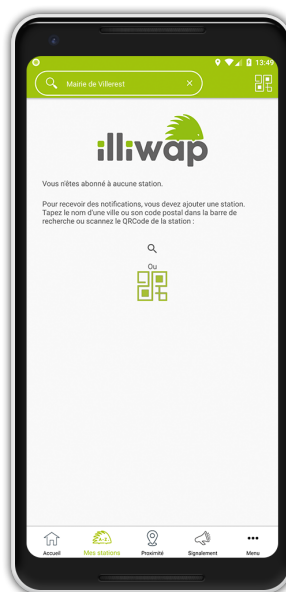 13:49
Mairie de Villerest
illiwap
Vous n'êtes abonné à aucune station.
Pour recevoir des notifications, vous devez ajouter une station.
Tapez le nom d'une ville ou son code postal dans la barre de
recherche ou scannez le QRCode de la station :
Ou
Accueil Mes stations Proximité Signalement Menu